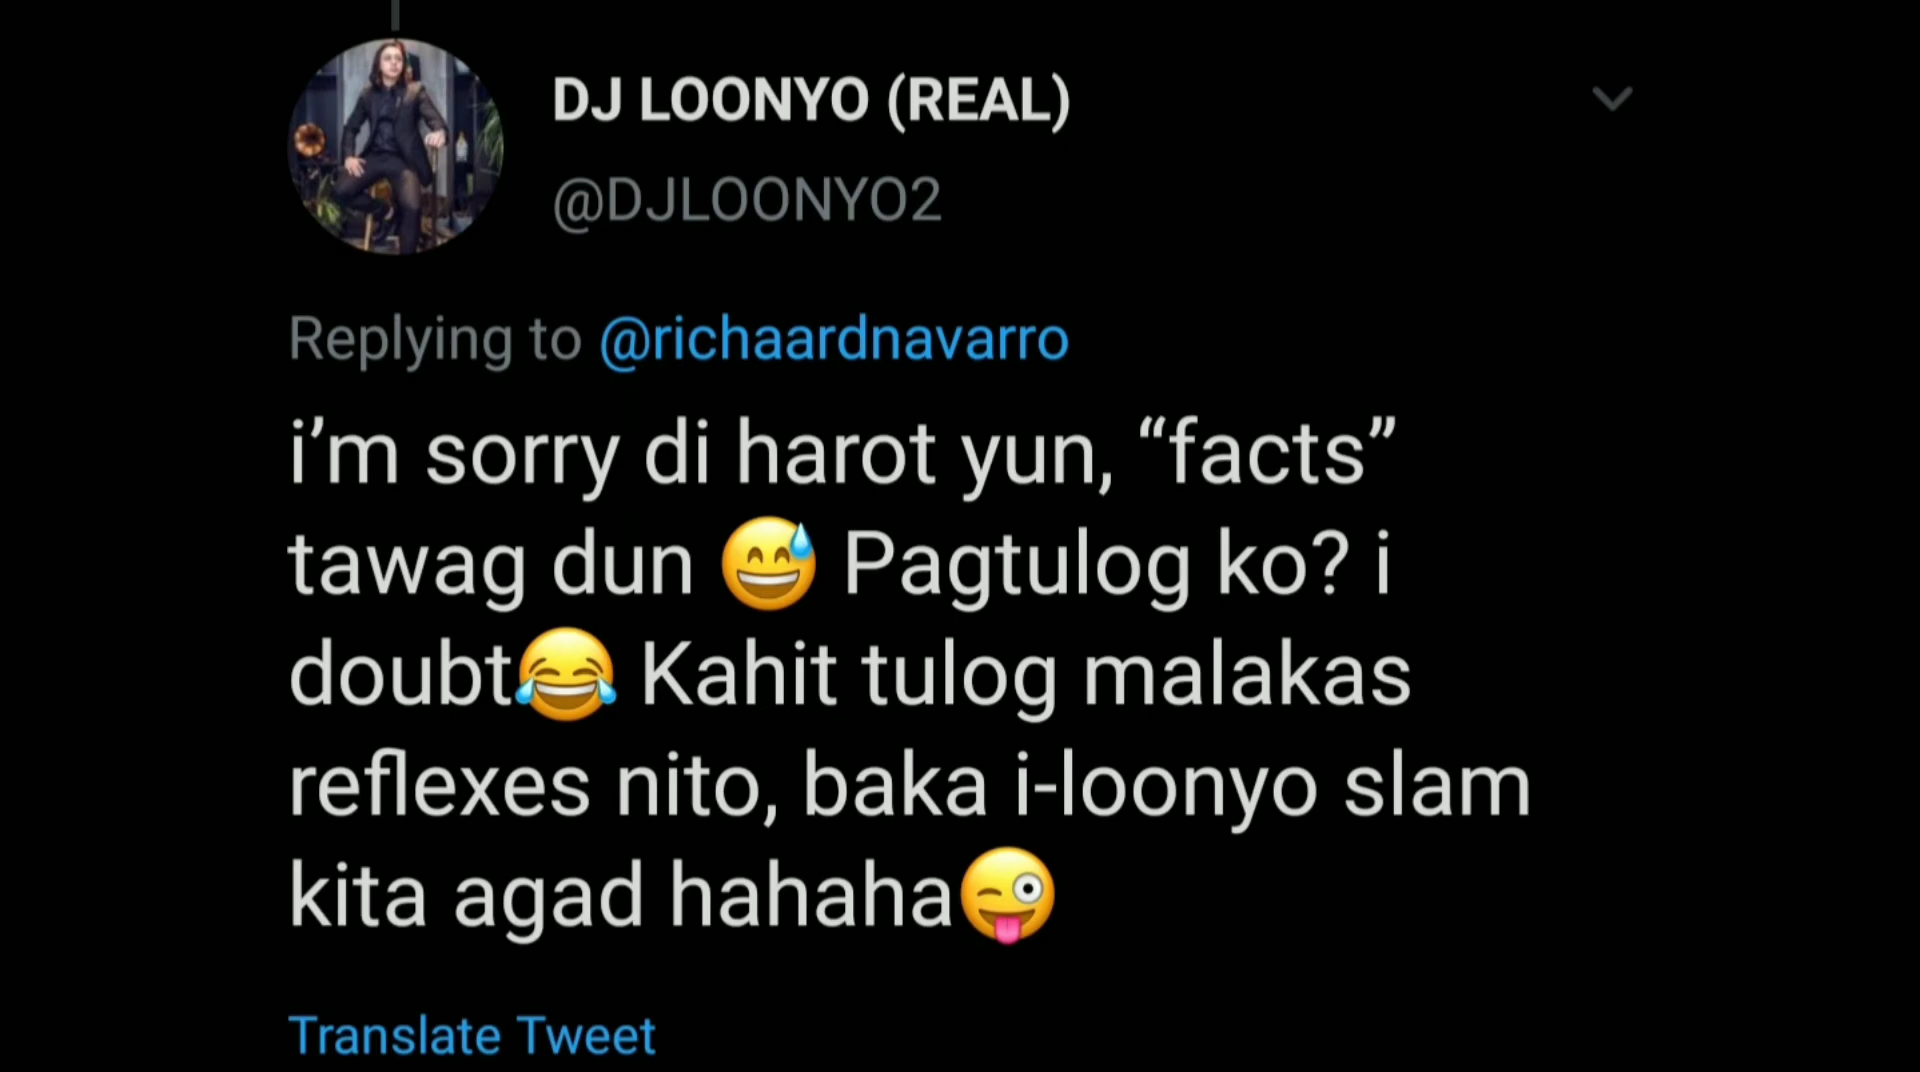 DJ LOONYO (REAL)
@DJLOONYO2
Replying to @richaardnavarro
i’m sorry di harot yun, “facts”
tawag dun 😅 Pagtulog ko? i
doubt😂 Kahit tulog malakas
reflexes nito, baka i-loonyo slam
kita agad hahaha😜
Translate Tweet